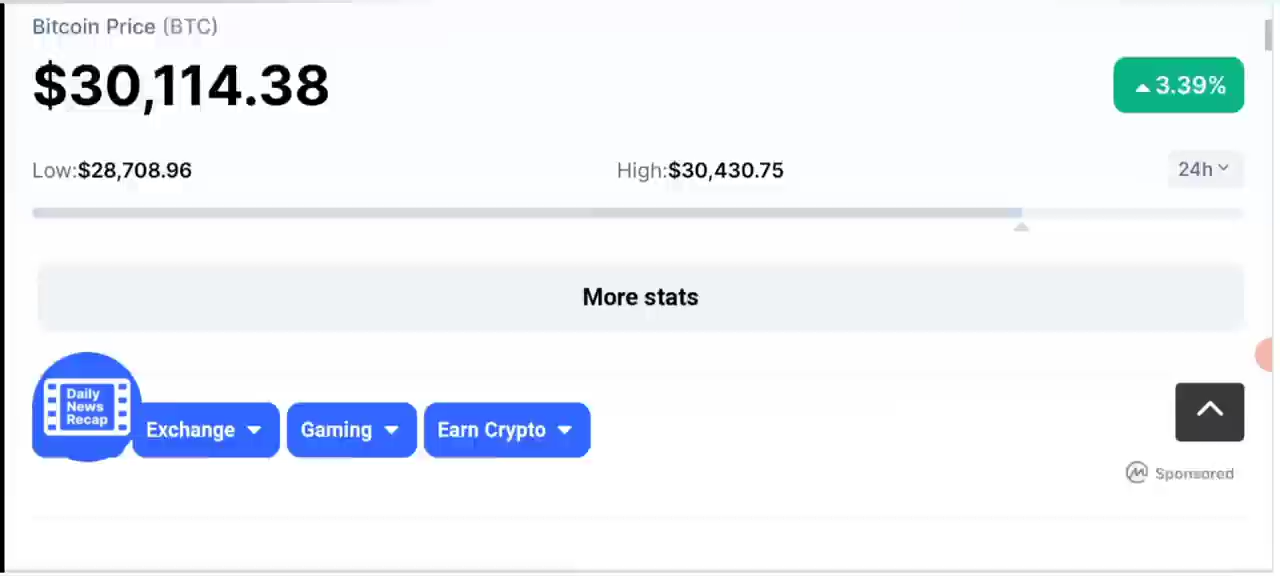 Bitcoin Price (BTC)
$30,114.38
3.39%
Low:$28,708.96 High:$30,430.75 24h
More stats
Daily
News
Recap
Exchange Gaming Earn Crypto
Sponsored